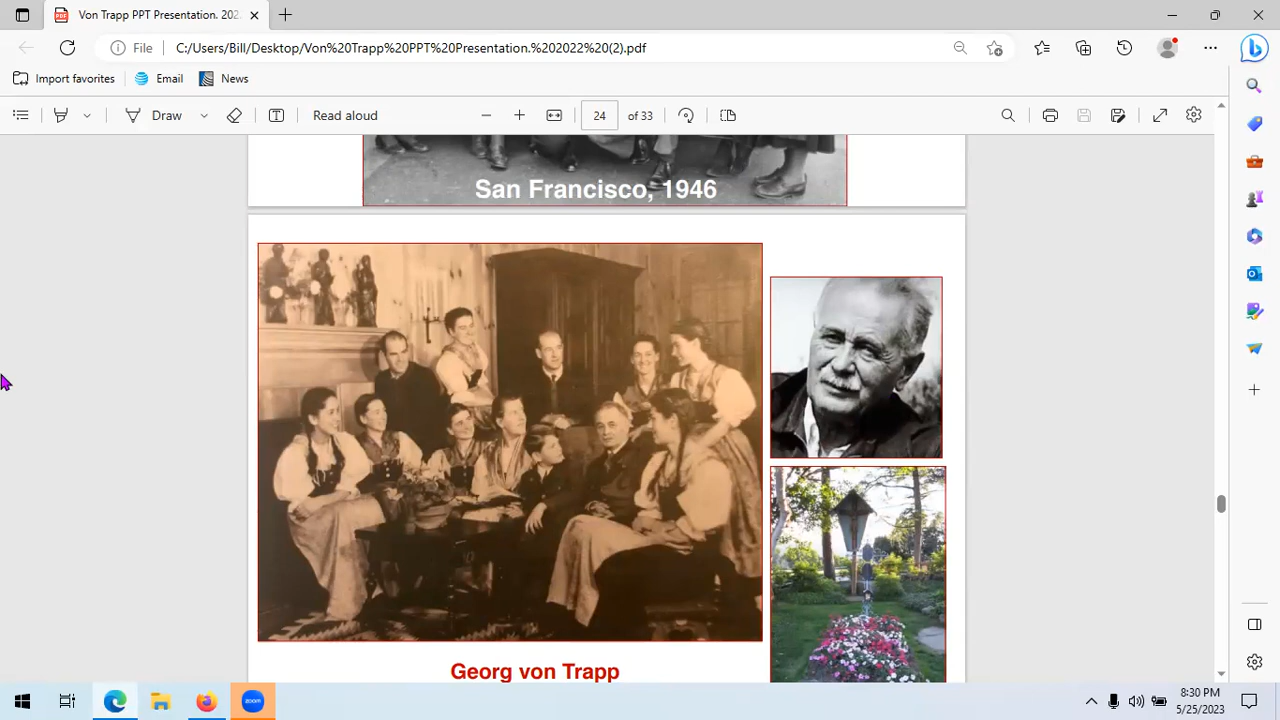 Von Trapp PPT Presentation. 202
File
C:/Users/Bill/Desktop/Von%20Trapp%20PPT%20Presentation.%202022%20(2).pdf
Import favorites
Email
News
Draw
Read aloud
24
of 33
San Francisco, 1946
Georg von Trapp
zoom
8:30 PM
5/25/2023